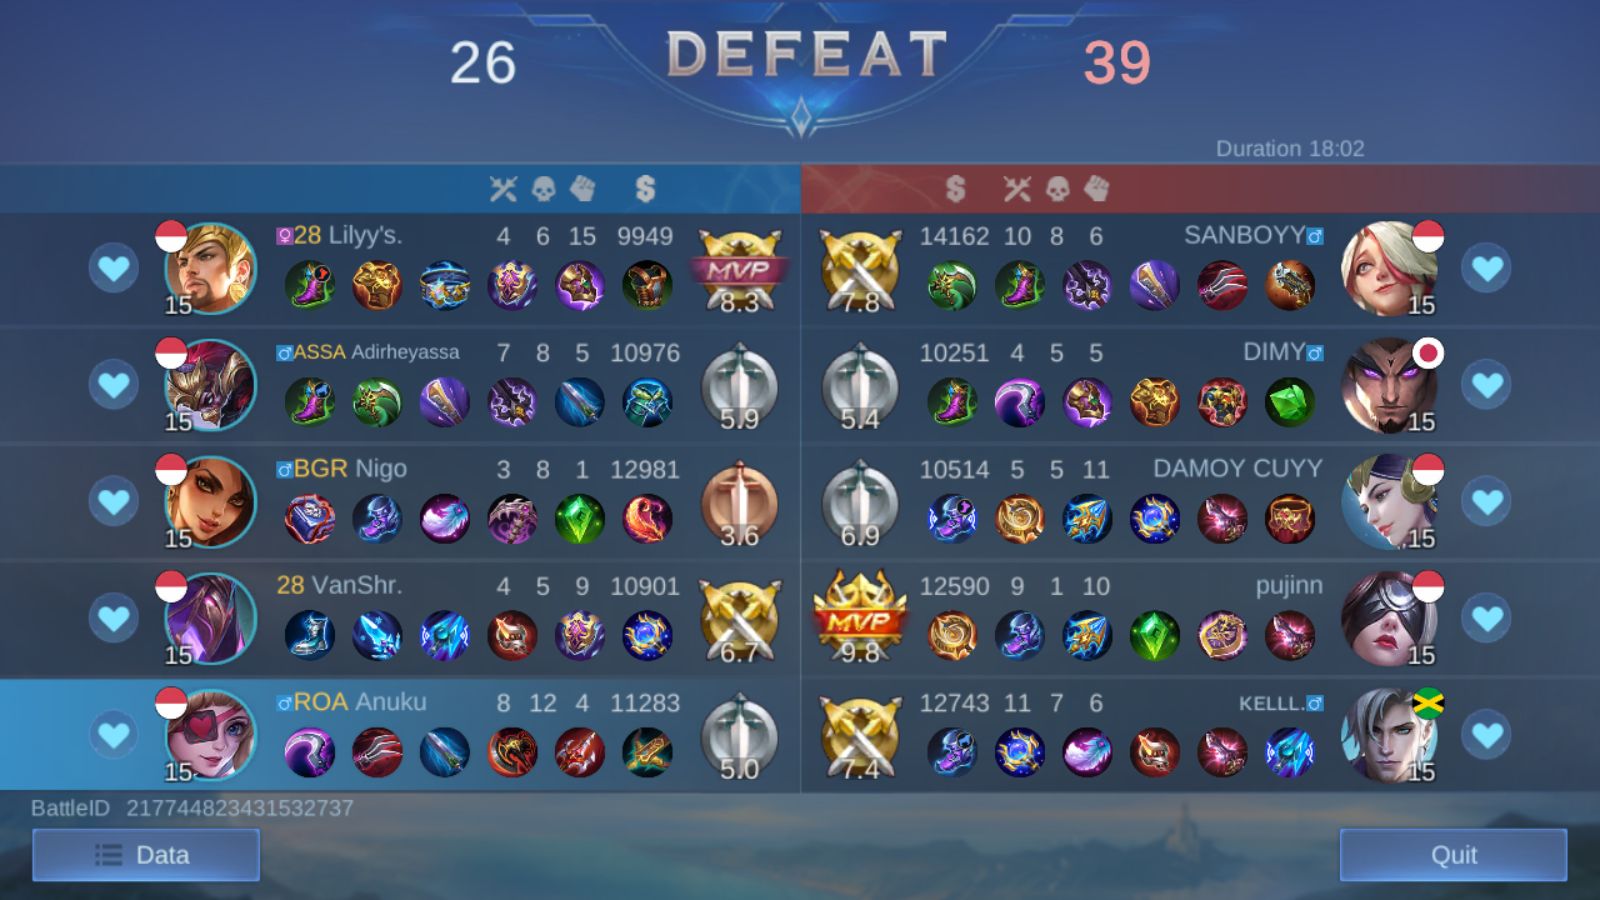 26 DEFEAT 39
Duration 18:02
28 Lilyy's. 4 6 15 9949 MVP 8.3 15
7.8 14162 10 8 6 SANBOYY 15
ASSA Adirheyassa 7 8 5 10976 5.9 15
5.4 10251 4 5 5 DIMY 15
BGR Nigo 3 8 1 12981 3.6 15
6.9 10514 5 5 11 DAMOY CUYY 15
28 VanShr. 4 5 9 10901 6.7 15
MVP 9.8 12590 9 1 10 pujinn 15
ROA Anuku 8 12 4 11283 5.0 15
7.4 12743 11 7 6 KELLL. 15
BattleID 217744823431532737
Data
Quit